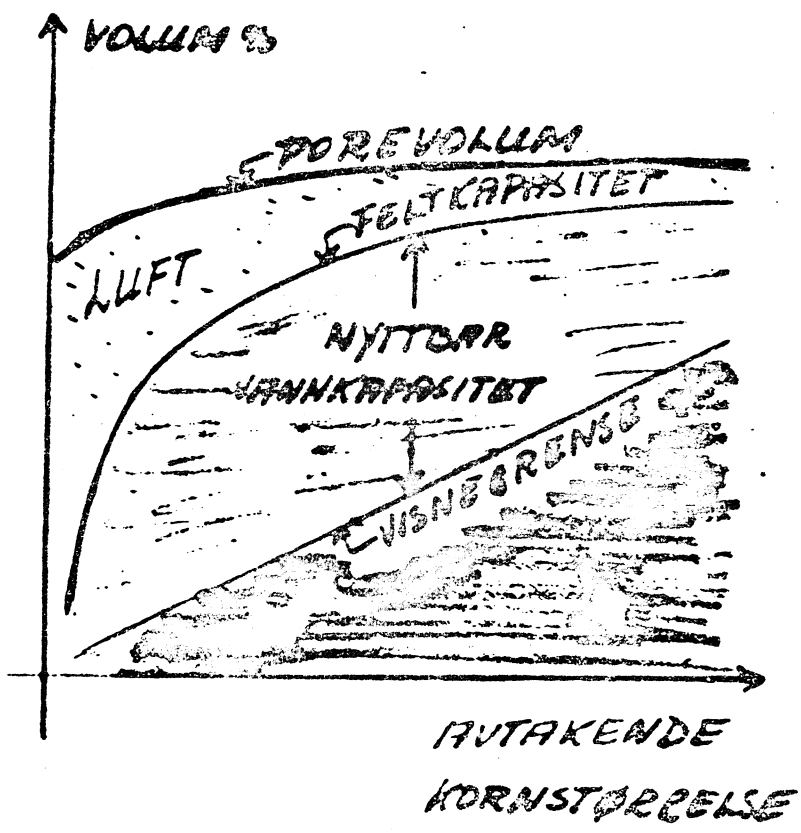 VOLUM %
POREVOLUM
FELTKAPASITET
LUFT
NYTTBAR
VANNKAPASITET
VISNEGRENSE
AVTAKENDE
KORNSTØRRELSE